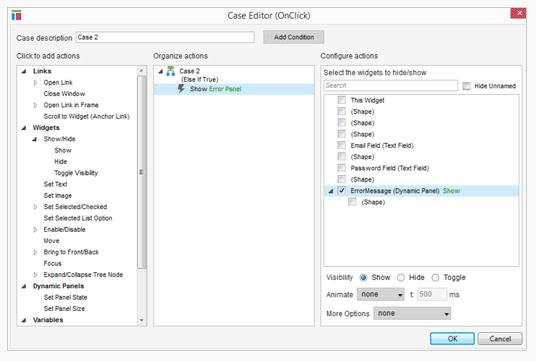 Case Editor (OnClick)
Case description
Case 2
Add Condition
Click to add actions
Links
Open Link
Close Window
Open Link in Frame
Scroll to Widget (Anchor Link)
Widgets
Show/Hide
Show
Hide
Toggle Visibility
Set Text
Set Image
Set Selected/Checked
Set Selected List Option
Enable/Disable
Move
Bring to Front/Back
Focus
Expand/Collapse Tree Node
Dynamic Panels
Set Panel State
Set Panel Size
Variables
Organize actions
Case 2
(Else If True)
Show Error Panel
Configure actions
Select the widgets to hide/show
Search
Hide Unnamed
This Widget
(Shape)
(Shape)
(Shape)
Email Field (Text Field)
(Shape)
Password Field (Text Field)
(Shape)
ErrorMessage (Dynamic Panel) Show
(Shape)
Visibility Show Hide Toggle
Animate none t: 500 ms
More Options none
OK Cancel